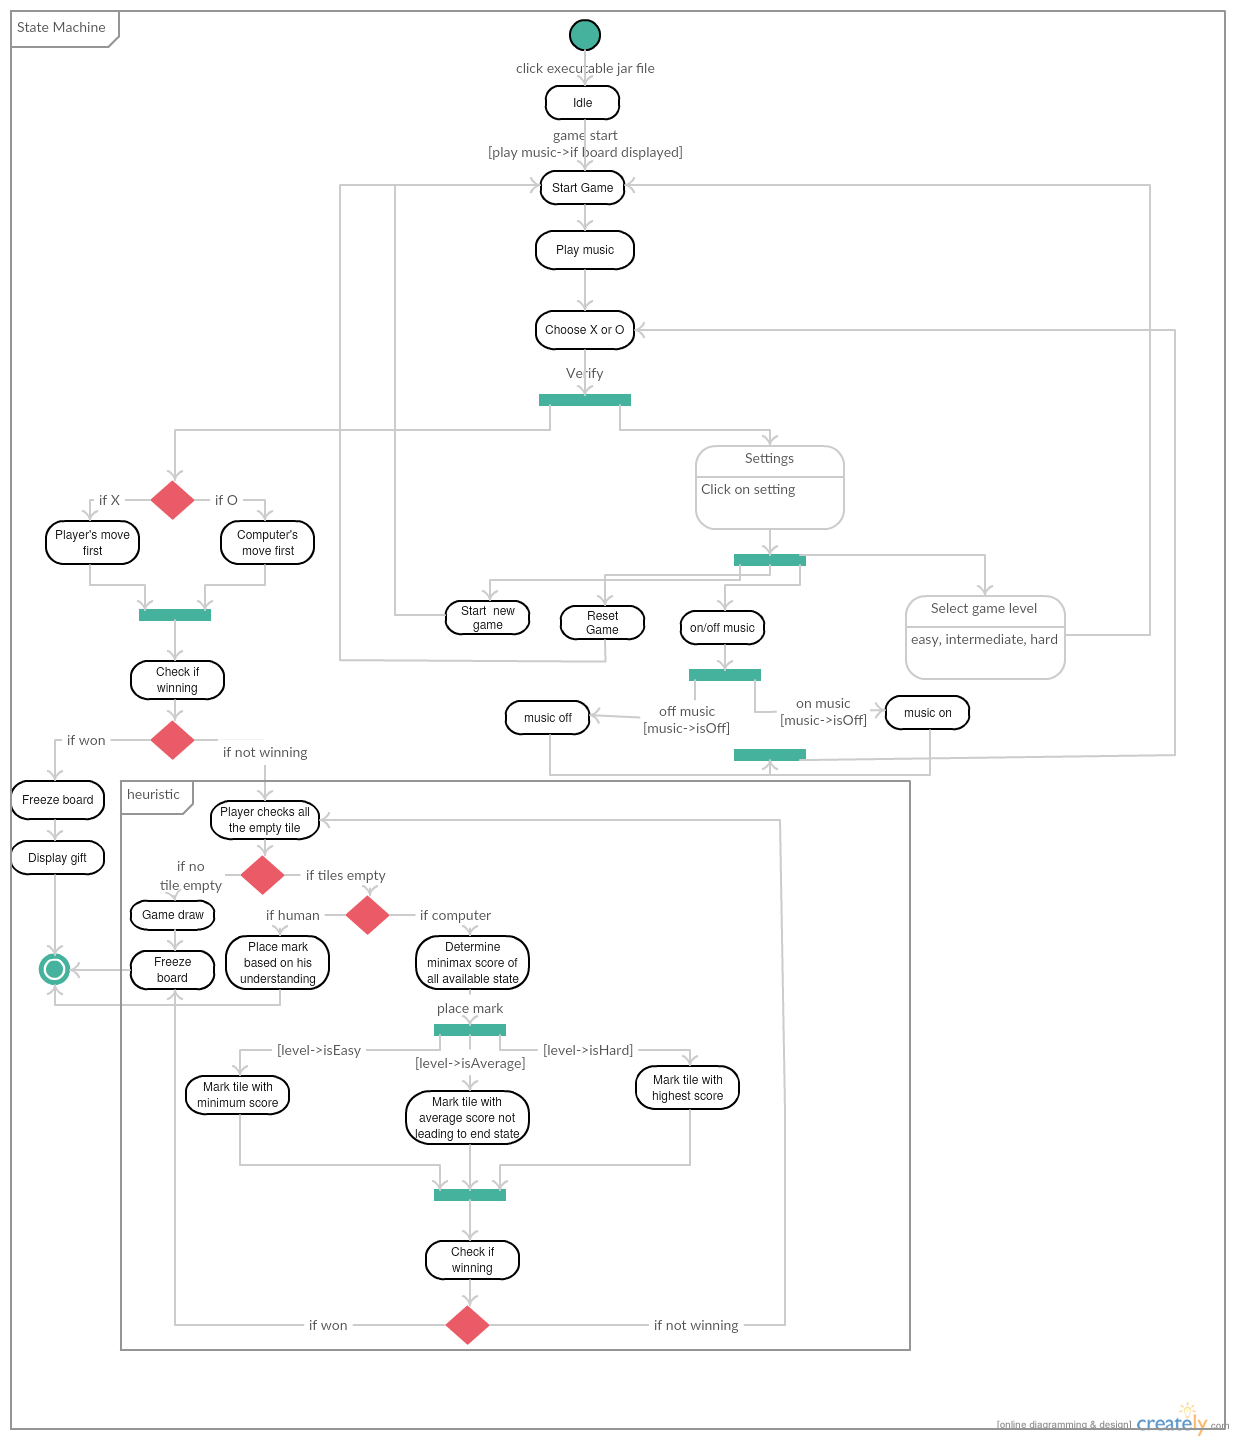 State Machine
click executable jar file
Idle
game start
[play music->if board displayed]
Start Game
Play music
Choose X or O
Verify
Settings
Click on setting
if X
if O
Player's move
first
Computer's
move first
Start  new
game
Reset
Game
on/off music
Select game level
easy, intermediate, hard
Check if
winning
music off
off music
[music->isOff]
on music
[music->isOff]
music on
if won
if not winning
Freeze board
Display gift
heuristic
Player checks all
the empty tile
if no
tile empty
if tiles empty
Game draw
if human
if computer
Freeze
board
Place mark
based on his
understanding
Determine
minimax score of
all available state
place mark
[level->isEasy
[level->isAverage]
[level->isHard]
Mark tile with
minimum score
Mark tile with
average score not
leading to end state
Mark tile with
highest score
Check if
winning
if won
if not winning
[online diagramming & design]
creately.com